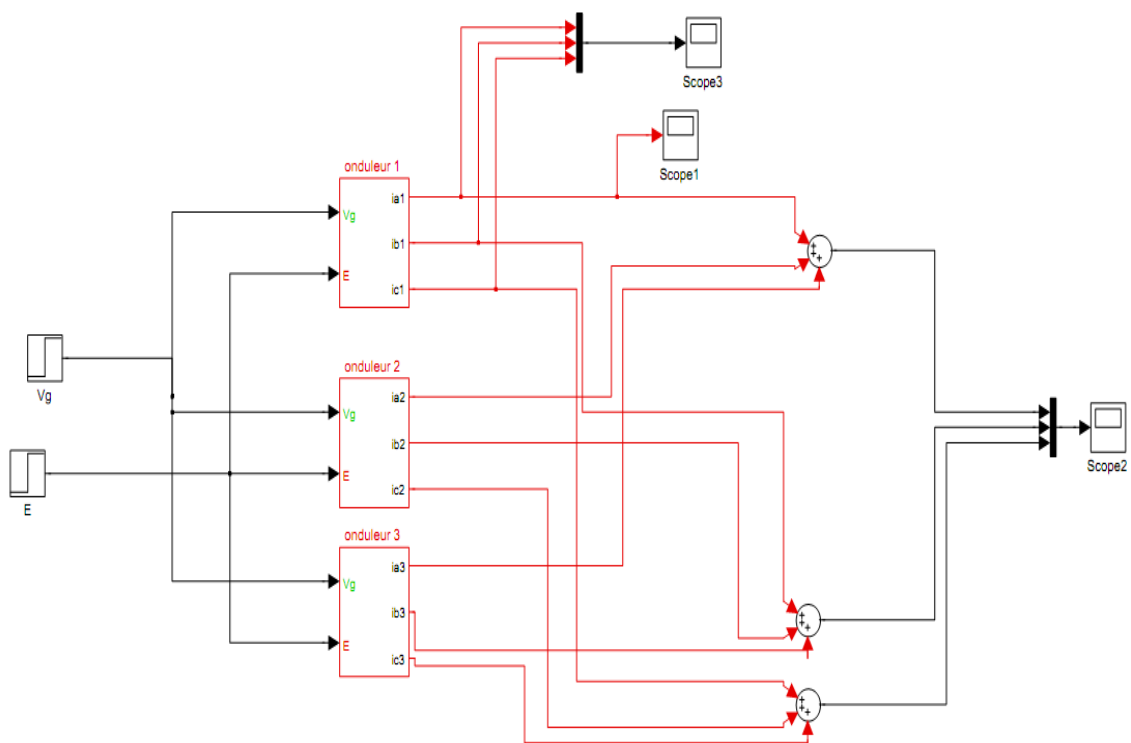 Scope3
Scope1
onduleur 1
Vg
E
ia1
ib1
ic1
+
+
+
Vg
E
onduleur 2
Vg
E
ia2
ib2
ic2
Scope2
onduleur 3
Vg
E
ia3
ib3
ic3
+
+
+
+
+
+